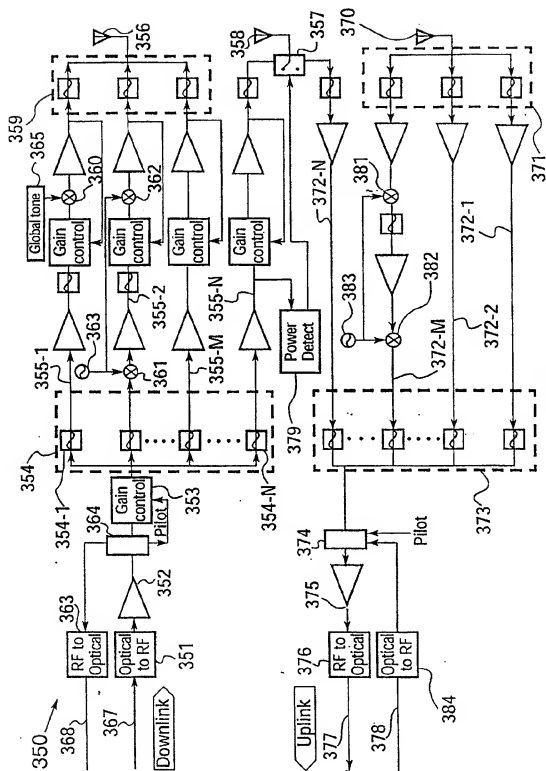 350
368
363
RF to Optical
Optical to RF
351
367
Downlink
352
364
Pilot
Gain control
353
354
354-1
354-N
355-1
363
361
355-2
355-M
355-N
Power Detect
379
359
365
Global tone
360
Gain control
Gain control
362
Gain control
Gain control
356
358
357
370
371
372-N
381
383
382
372-M
372-2
372-1
373
374
Pilot
375
376
RF to Optical
Optical to RF
384
377
378
Uplink